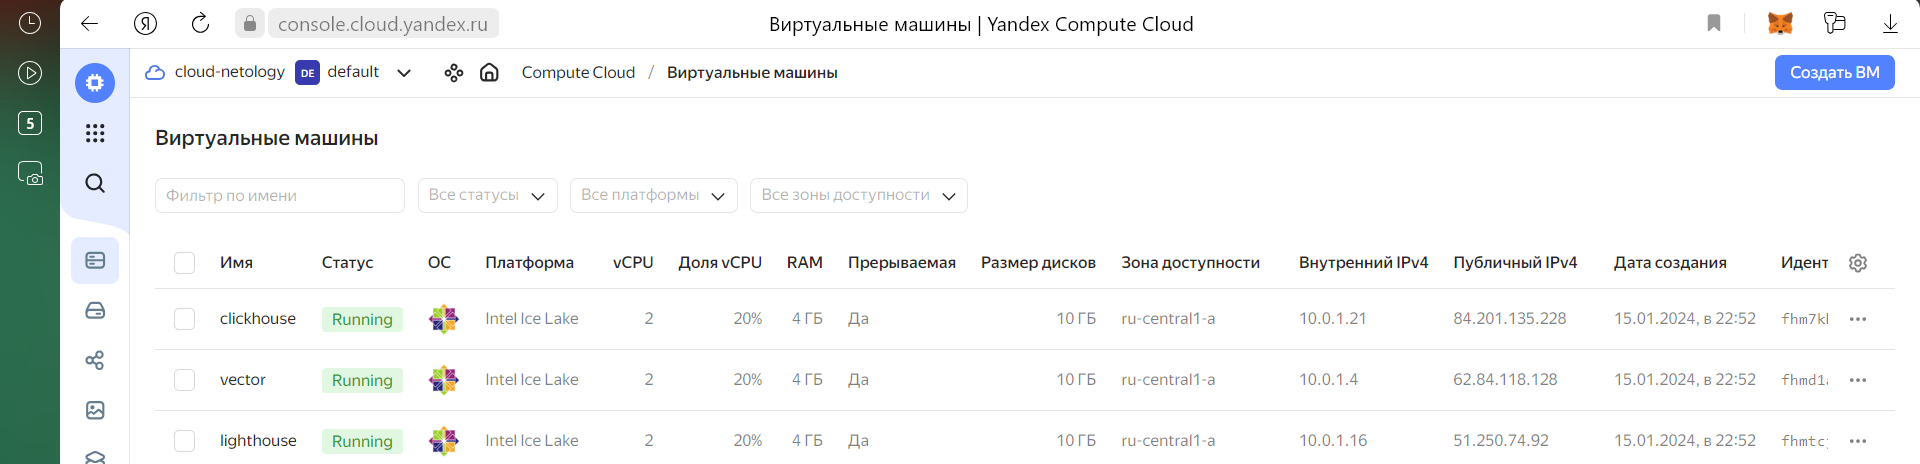 console.cloud.yandex.ru
Виртуальные машины | Yandex Compute Cloud
cloud-netology DE default Compute Cloud / Виртуальные машины Создать ВМ
5
Виртуальные машины
Фильтр по имени Все статусы Все платформы Все зоны доступности
Имя Статус ОС Платформа vCPU Доля vCPU RAM Прерываемая Размер дисков Зона доступности Внутренний IPv4 Публичный IPv4 Дата создания Идент
clickhouse Running Intel Ice Lake 2 20% 4 ГБ Да 10 ГБ ru-central1-a 10.0.1.21 84.201.135.228 15.01.2024, в 22:52 fhm7kl
vector Running Intel Ice Lake 2 20% 4 ГБ Да 10 ГБ ru-central1-a 10.0.1.4 62.84.118.128 15.01.2024, в 22:52 fhmd1
lighthouse Running Intel Ice Lake 2 20% 4 ГБ Да 10 ГБ ru-central1-a 10.0.1.16 51.250.74.92 15.01.2024, в 22:52 fhmtc